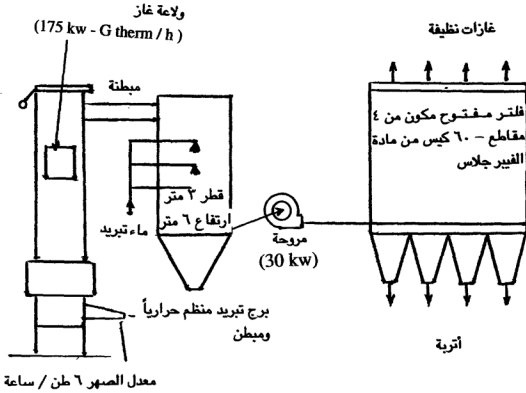 ولاعة غاز
(175 kw - G therm / h)
غازات نظيفة
مبطنة
فلتر مفتوح مكون من ٤
مقاطع – ٦٠ كيس من مادة
الفيبر جلاس
قطر ٣ متر
ارتفاع ٦ متر
ماء تبريد
مروحة
(30 kw)
برج تبريد منظم حرارياً
ومبطن
أتربة
معدل الصهر ٦ طن / ساعة